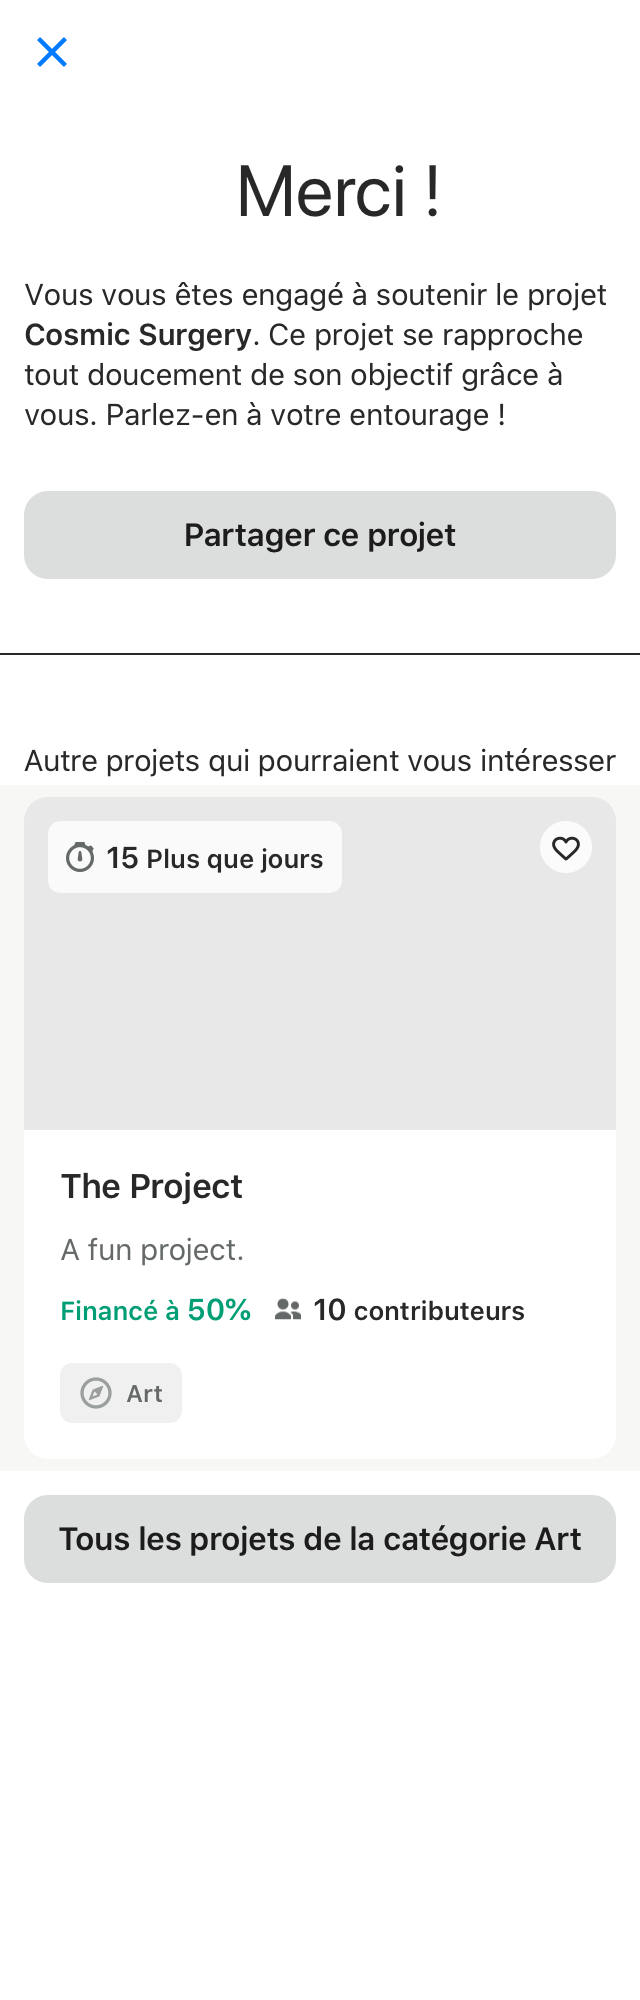 Merci !
Vous vous êtes engagé à soutenir le projet
Cosmic Surgery. Ce projet se rapproche
tout doucement de son objectif grâce à
vous. Parlez-en à votre entourage !
Partager ce projet
Autre projets qui pourraient vous intéresser
15 Plus que jours
The Project
A fun project.
Financé à 50% 10 contributeurs
Art
Tous les projets de la catégorie Art